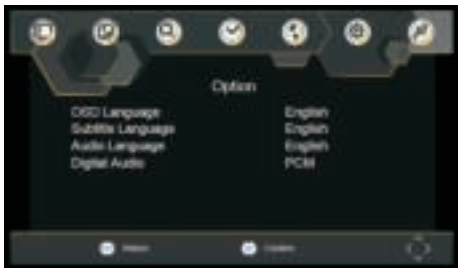 Option
OSD Language English
Subtitle Language English
Audio Language English
Digital Audio PCM